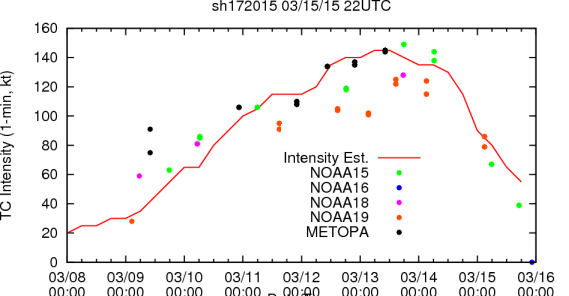 sh172015 03/15/15 22UTC
TC Intensity (1-min, kt)
160
140
120
100
80
60
40
20
0
Intensity Est.
NOAA15
NOAA16
NOAA18
NOAA19
METOPA
03/08 03/09 03/10 03/11 03/12 03/13 03/14 03/15 03/16
00:00 00:00 00:00 00:00 00:00 00:00 00:00 00:00 00:00